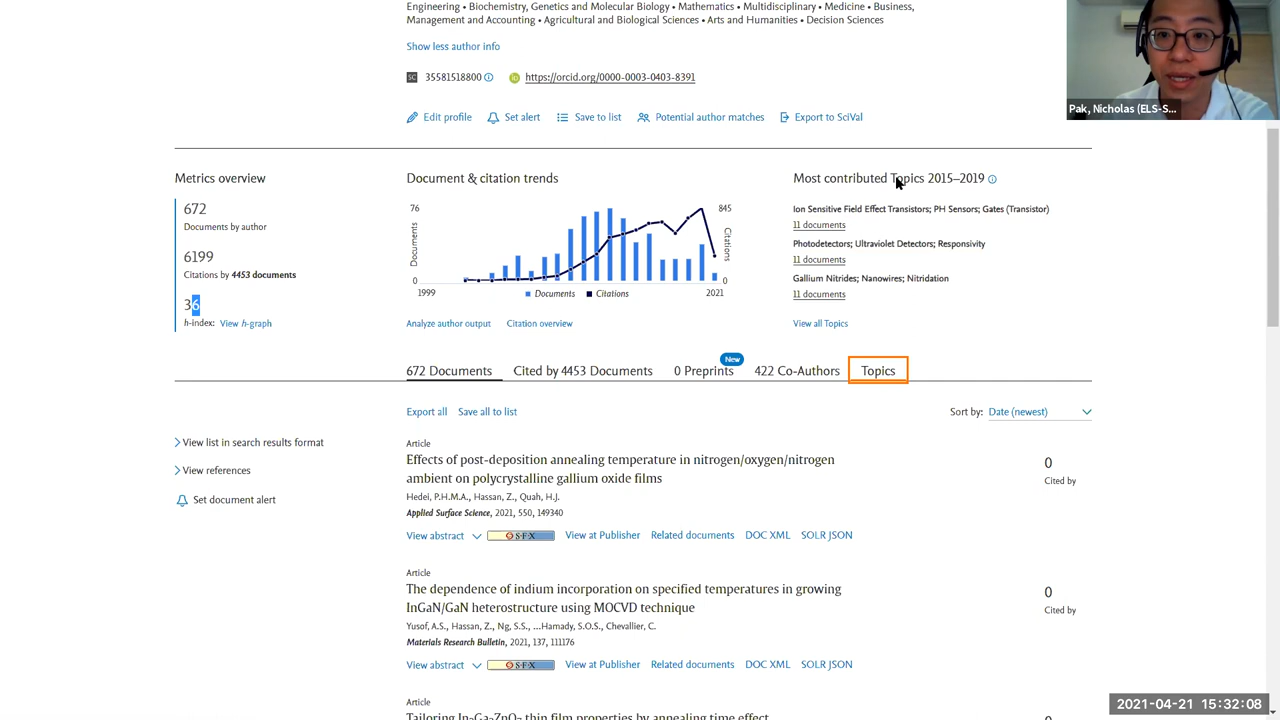 Engineering • Biochemistry, Genetics and Molecular Biology • Mathematics • Multidisciplinary • Medicine • Business,
Management and Accounting • Agricultural and Biological Sciences • Arts and Humanities • Decision Sciences
Show less author info
SC 35581518800 https://orcid.org/0000-0003-0403-8391
Pak, Nicholas (ELS-S...
Edit profile Set alert Save to list Potential author matches Export to SciVal
Metrics overview
672
Documents by author
6199
Citations by 4453 documents
36
h-index: View h-graph
Document & citation trends
76
845
Documents
Citations
0
0
1999
2021
Documents Citations
Analyze author output Citation overview
Most contributed Topics 2015–2019
Ion Sensitive Field Effect Transistors; PH Sensors; Gates (Transistor)
11 documents
Photodetectors; Ultraviolet Detectors; Responsivity
11 documents
Gallium Nitrides; Nanowires; Nitridation
11 documents
View all Topics
New
672 Documents Cited by 4453 Documents 0 Preprints 422 Co-Authors Topics
Export all Save all to list
Sort by: Date (newest)
View list in search results format
View references
Set document alert
Article
Effects of post-deposition annealing temperature in nitrogen/oxygen/nitrogen
ambient on polycrystalline gallium oxide films
Hedei, P.H.M.A., Hassan, Z., Quah, H.J.
Applied Surface Science, 2021, 550, 149340
0
Cited by
View abstract S·F·X View at Publisher Related documents DOC XML SOLR JSON
Article
The dependence of indium incorporation on specified temperatures in growing
InGaN/GaN heterostructure using MOCVD technique
Yusof, A.S., Hassan, Z., Ng, S.S., ...Hamady, S.O.S., Chevallier, C.
Materials Research Bulletin, 2021, 137, 111176
0
Cited by
View abstract S·F·X View at Publisher Related documents DOC XML SOLR JSON
Article
Tailoring In₂Ga₂ZnO₇ thin film properties by annealing time effect
0
2021-04-21 15:32:08